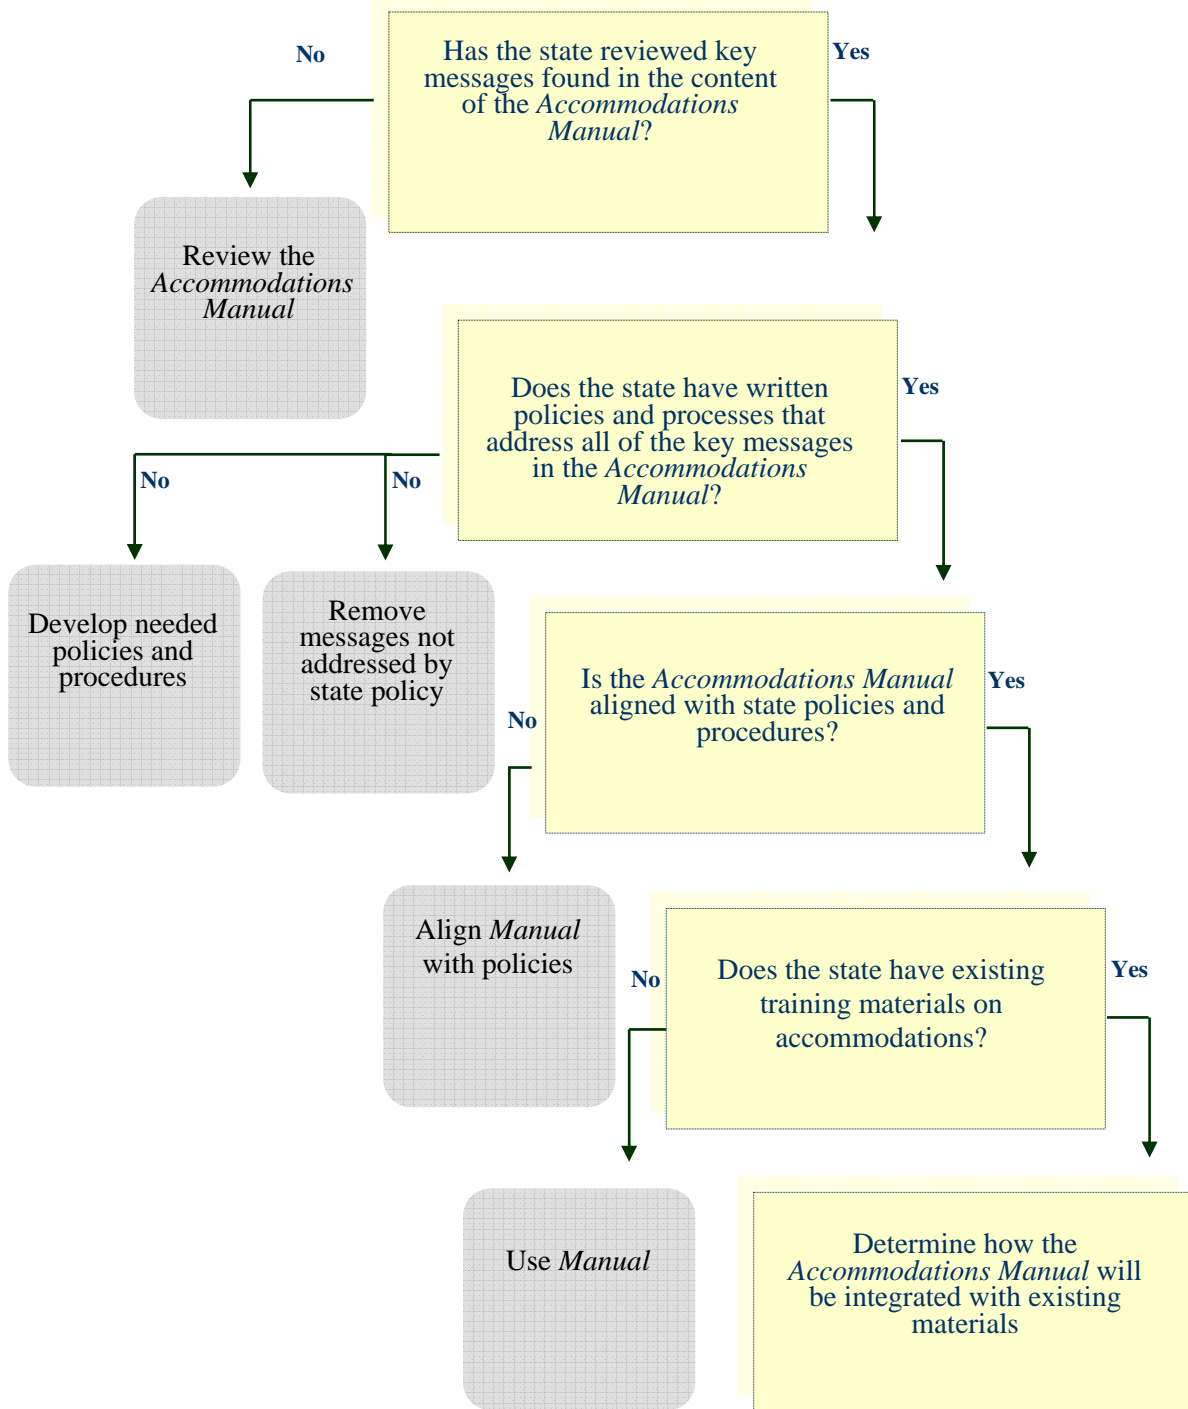 No
Has the state reviewed key
messages found in the content
of the Accommodations
Manual?
Yes
Review the
Accommodations
Manual
Does the state have written
policies and processes that
address all of the key messages
in the Accommodations
Manual?
Yes
No
No
Develop needed
policies and
procedures
Remove
messages not
addressed by
state policy
Is the Accommodations Manual
aligned with state policies and
procedures?
Yes
No
Align Manual
with policies
Does the state have existing
training materials on
accommodations?
Yes
No
Use Manual
Determine how the
Accommodations Manual will
be integrated with existing
materials